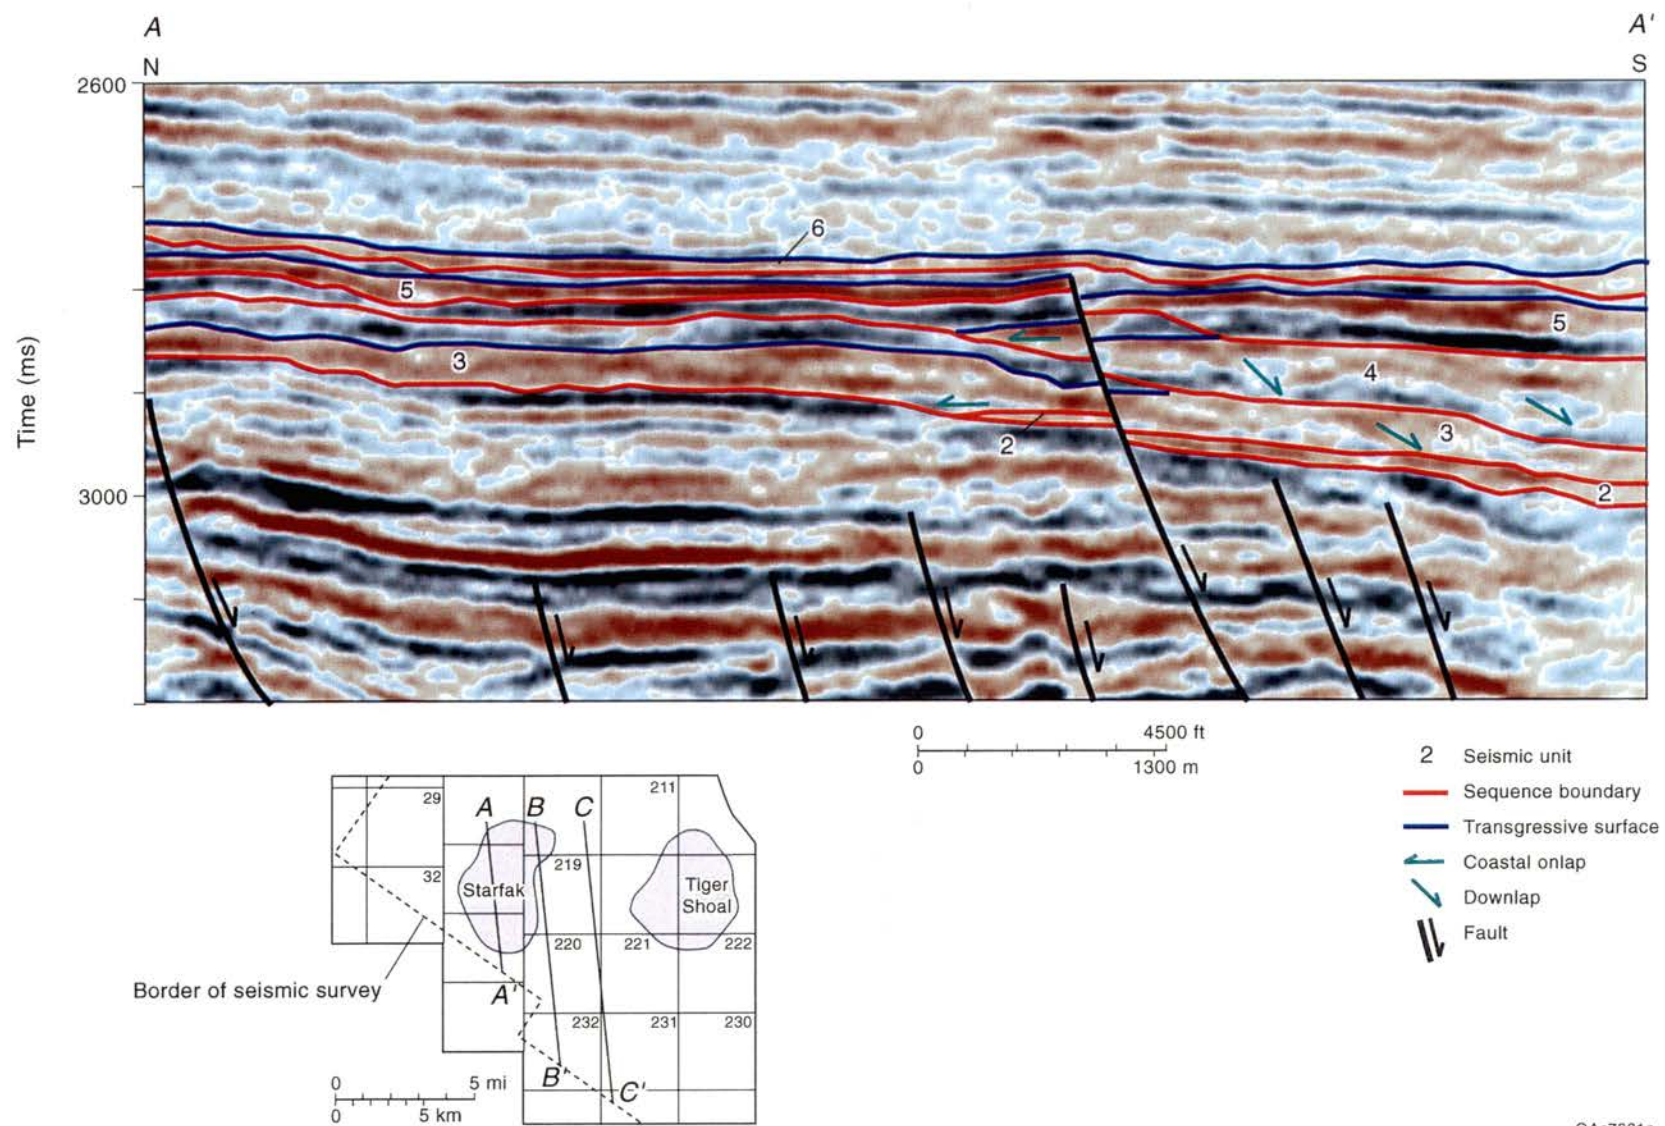 A
A'
N
S
2600
6
5
5
3
4
3
2
3000
2
Time (ms)
0 4500 ft
0 1300 m
2 Seismic unit
Sequence boundary
Transgressive surface
Coastal onlap
Downlap
Fault
211
29
A B C
219
32
Starfak
Tiger
Shoal
220 221 222
Border of seismic survey
A'
232 231 230
B'
C'
0 5 mi
0 5 km